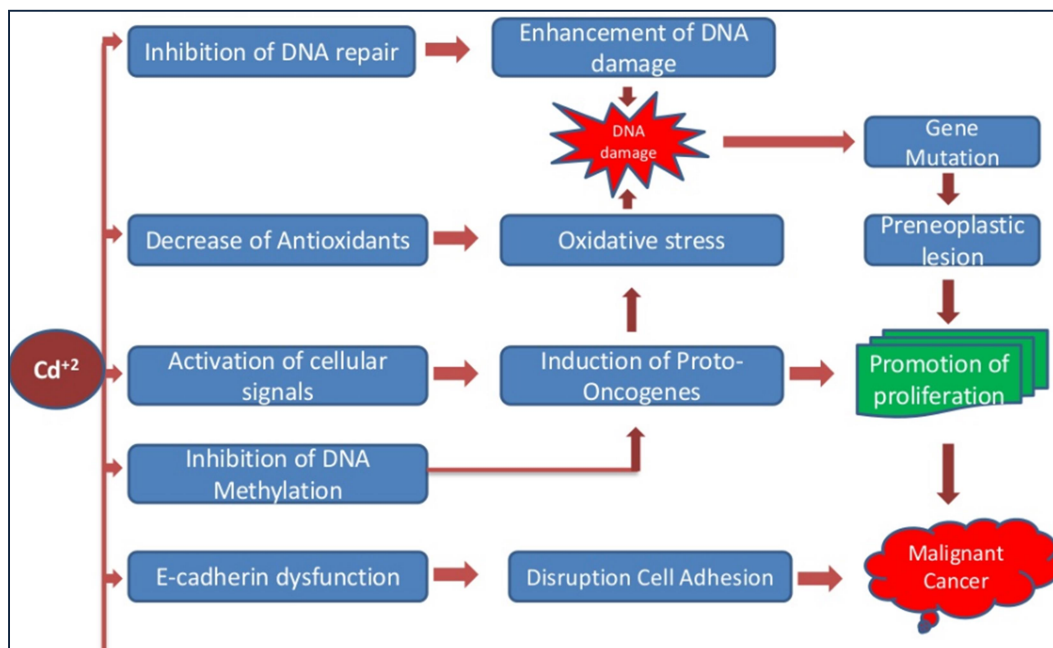 Inhibition of DNA repair
Enhancement of DNA
damage
DNA
damage
Gene
Mutation
Decrease of Antioxidants
Oxidative stress
Preneoplastic
lesion
Cd+2
Activation of cellular
signals
Induction of Proto-
Oncogenes
Promotion of
proliferation
Inhibition of DNA
Methylation
E-cadherin dysfunction
Disruption Cell Adhesion
Malignant
Cancer